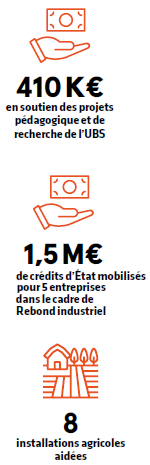 410 K€
en soutien des projets
pédagogique et de
recherche de l'UBS
1,5 M€
de crédits d'État mobilisés
pour 5 entreprises
dans le cadre de
Rebond industriel
8
installations agricoles
aidées